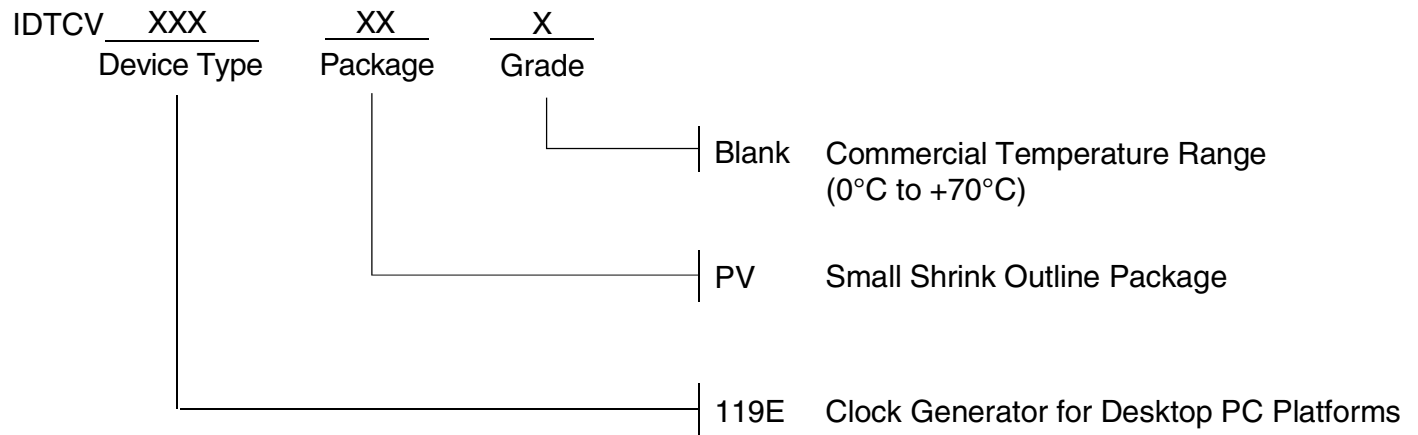 IDTCV XXX XX X
Device Type Package Grade
Blank Commercial Temperature Range
(0°C to +70°C)
PV Small Shrink Outline Package
119E Clock Generator for Desktop PC Platforms